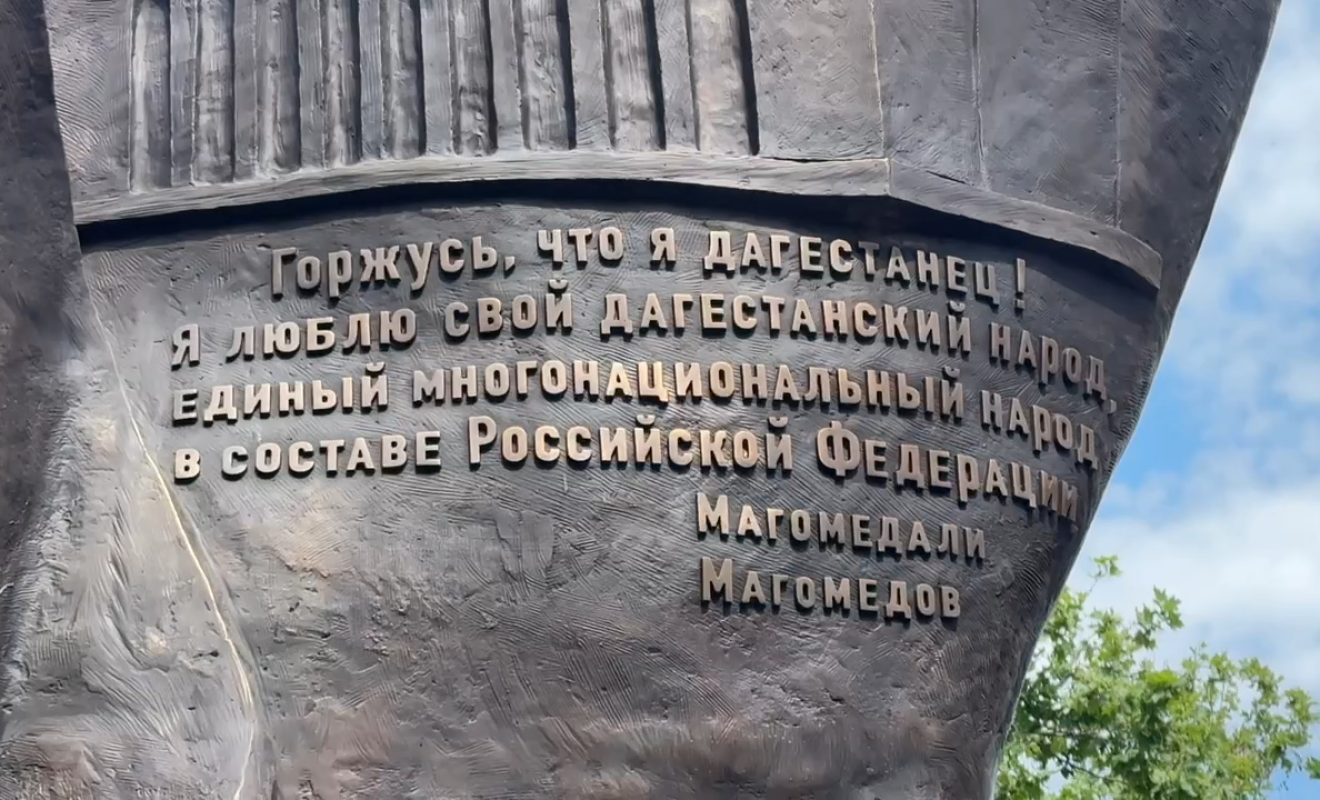 Горжусь, что я дагестанец!
Я люблю свой дагестанский народ,
единый многонациональный народ,
в составе Российской Федерации
Магомедали
Магомедов